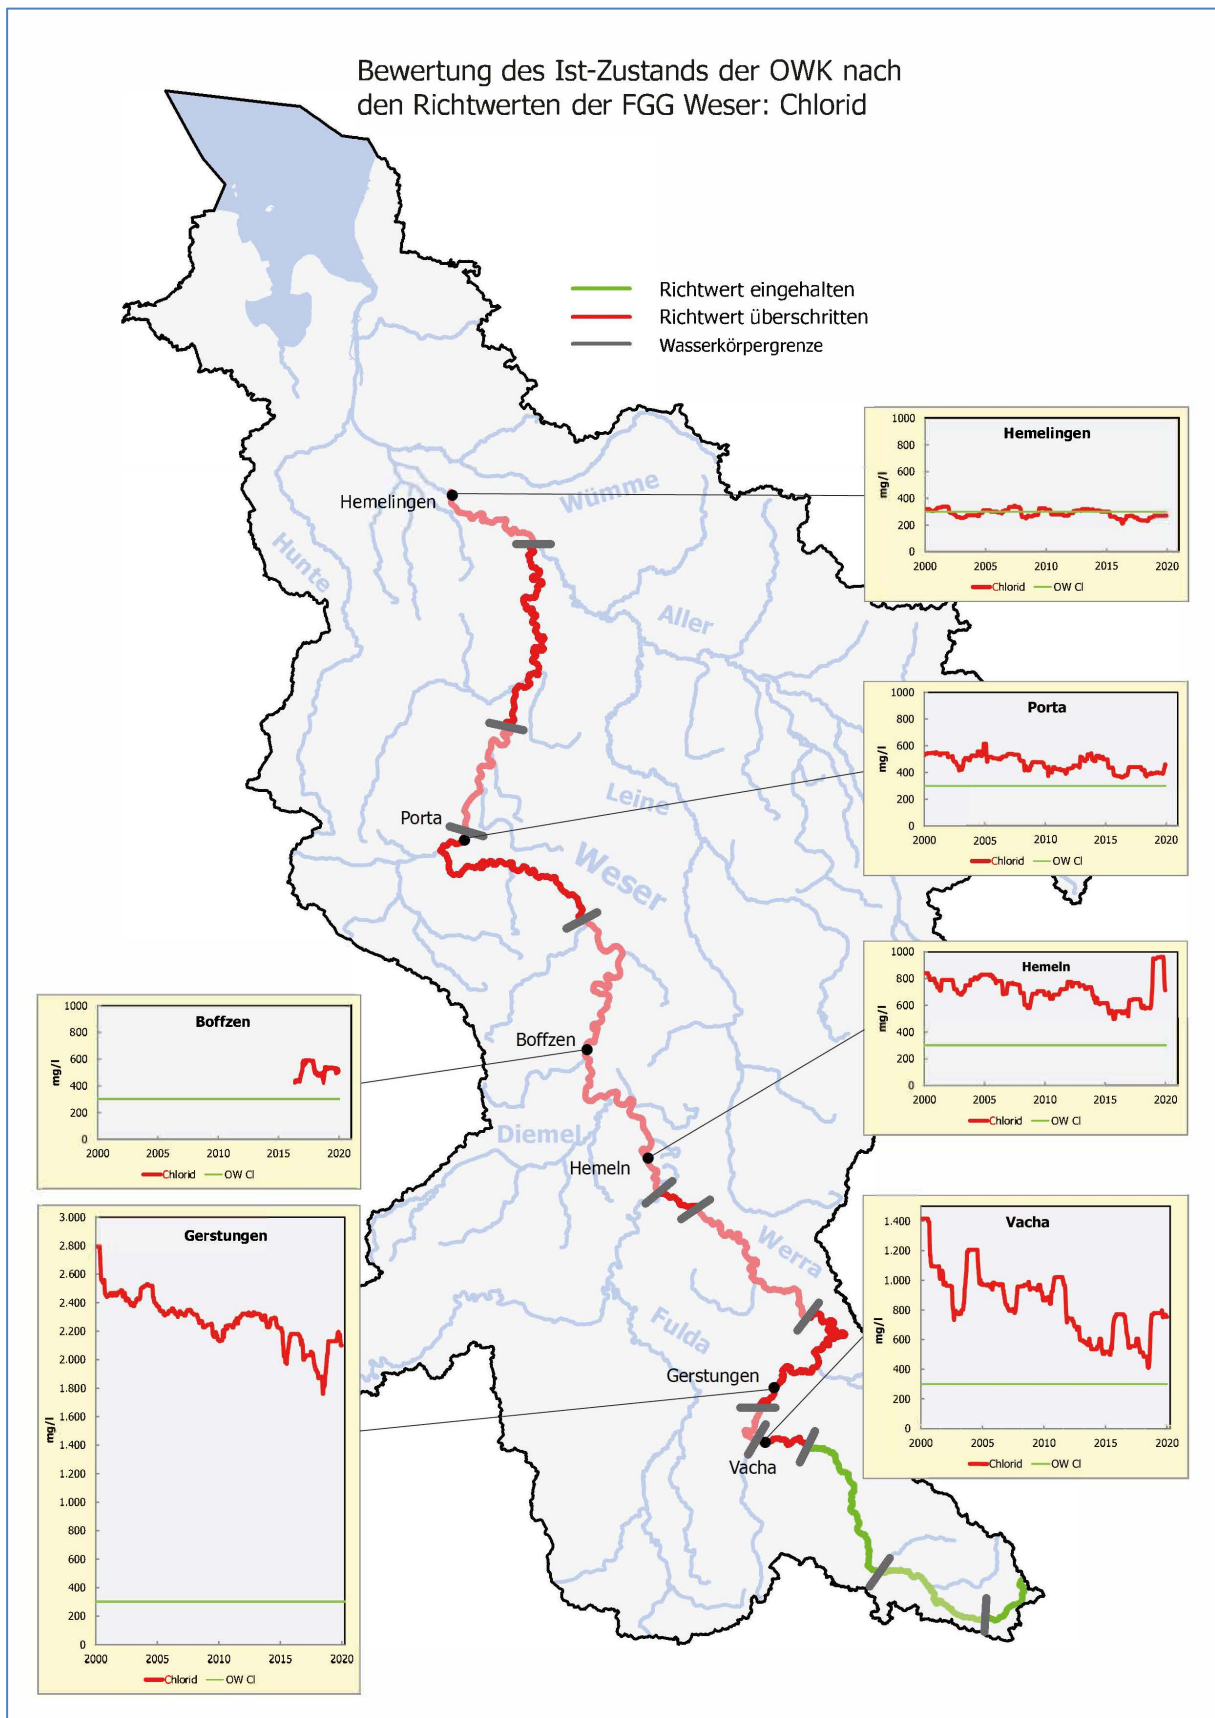 Bewertung des Ist-Zustands der OWK nach
den Richtwerten der FGG Weser: Chlorid
Richtwert eingehalten
Richtwert überschritten
Wasserkörpergrenze
Hemelingen
Wümme
Hunte
Aller
Leine
Porta
Weser
Boffzen
Diemel
Hemeln
Werra
Fulda
Gerstungen
Vacha
Hemelingen
mg/l
1000
800
600
400
200
0
2000 2005 2010 2015 2020
Chlorid OW Cl
Porta
mg/l
1000
800
600
400
200
0
2000 2005 2010 2015 2020
Chlorid OW Cl
Hemeln
mg/l
1000
800
600
400
200
0
2000 2005 2010 2015 2020
Chlorid OW Cl
Boffzen
mg/l
1000
800
600
400
200
0
2000 2005 2010 2015 2020
Chlorid OW Cl
Vacha
mg/l
1.400
1.200
1.000
800
600
400
200
0
2000 2005 2010 2015 2020
Chlorid OW Cl
Gerstungen
mg/l
3.000
2.800
2.600
2.400
2.200
2.000
1.800
1.600
1.400
1.200
1.000
800
600
400
200
0
2000 2005 2010 2015 2020
Chlorid OW Cl